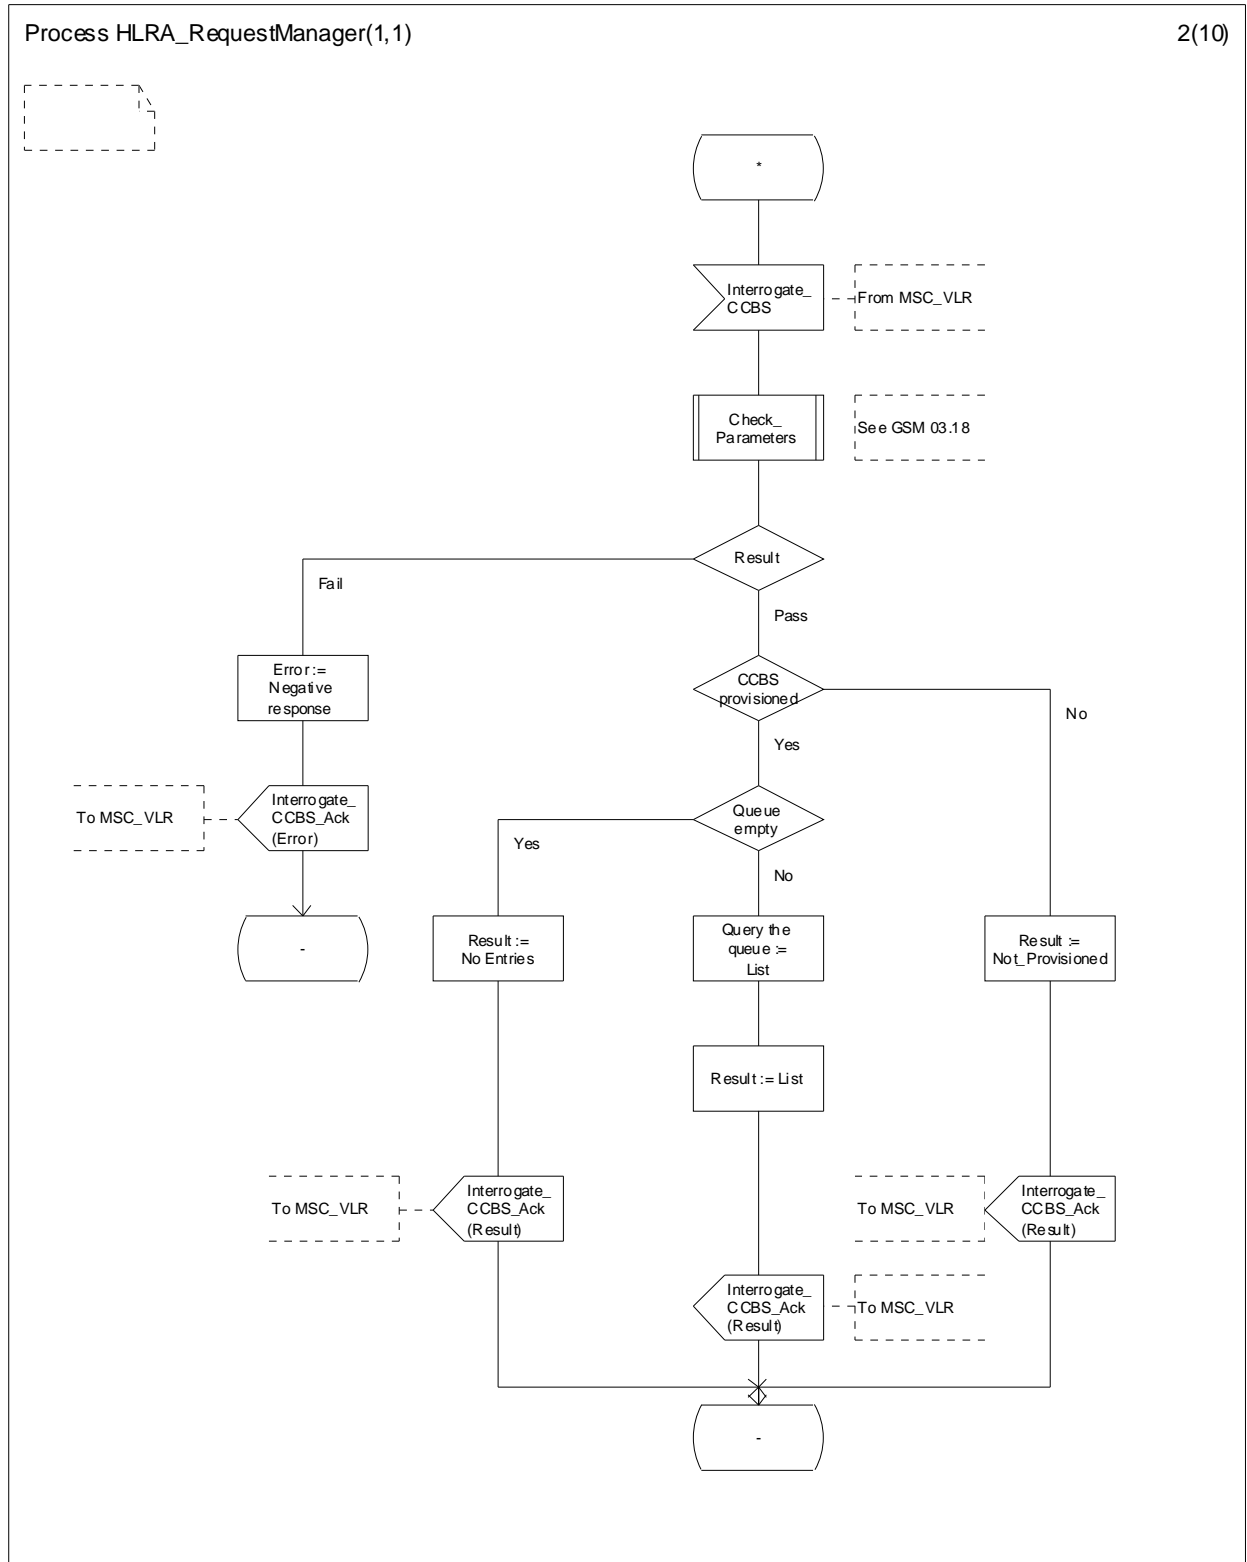 Process HLRA_RequestManager(1,1)
2(10)
*
Interrogate_
CCBS
From MSC_VLR
Check_
Parameters
See GSM 03.18
Result
Fail
Pass
Error :=
Negative
response
CCBS
provisioned
No
Yes
To MSC_VLR
Interrogate_
CCBS_Ack
(Error)
Queue
empty
Yes
No
-
Result :=
No Entries
Query the
queue :=
List
Result :=
Not_Provisioned
Result := List
To MSC_VLR
Interrogate_
CCBS_Ack
(Result)
To MSC_VLR
Interrogate_
CCBS_Ack
(Result)
Interrogate_
CCBS_Ack
(Result)
To MSC_VLR
-